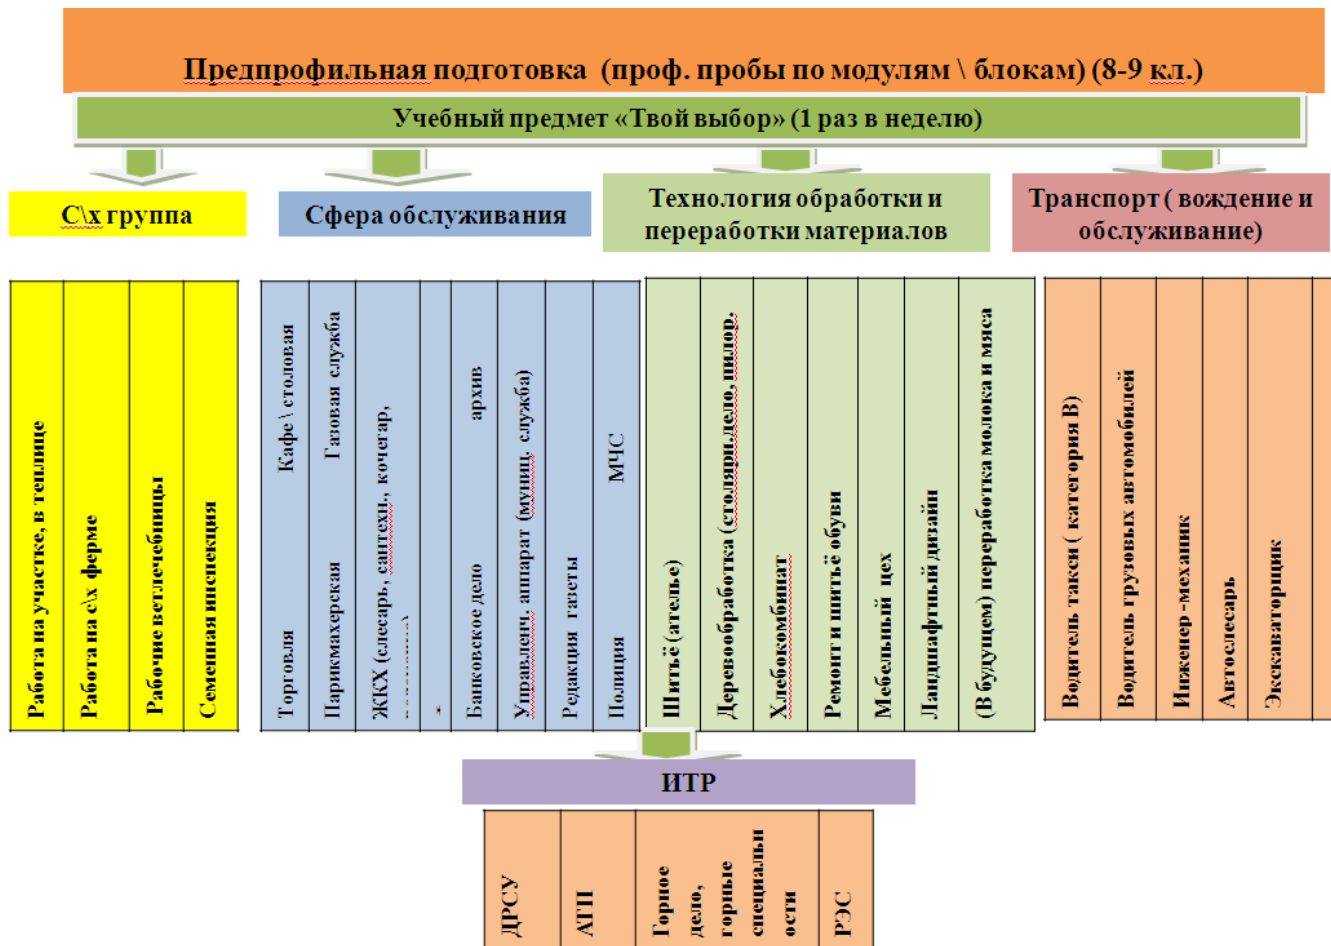 Предпрофильная подготовка (проф. пробы по модулям \ блокам) (8-9 кл.)
Учебный предмет «Твой выбор» (1 раз в неделю)
С\х группа
Сфера обслуживания
Технология обработки и
переработки материалов
Транспорт ( вождение и
обслуживание)
Работа на участке, в теплице
Работа на с\х ферме
Рабочие ветлечебницы
Семенная инспекция
Торговля Кафе \ столовая
Парикмахерская Газовая служба
ЖКХ (слесарь, сантехн., кочегар,
Банковское дело архив
Управленч. аппарат (муниц. служба)
Редакция газеты
Полиция МЧС
Шитьё (ателье)
Деревообработка (столярн.дело, пилор.
Хлебокомбинат
Ремонт и шитьё обуви
Мебельный цех
Ландшафтный дизайн
(В будущем) переработка молока и мяса
Водитель такси ( категория В)
Водитель грузовых автомобилей
Инженер -механик
Автослесарь
Экскаваторщик
ИТР
ДРСУ
АТП
Горное
дело,
горные
специальн
ости
РЭС